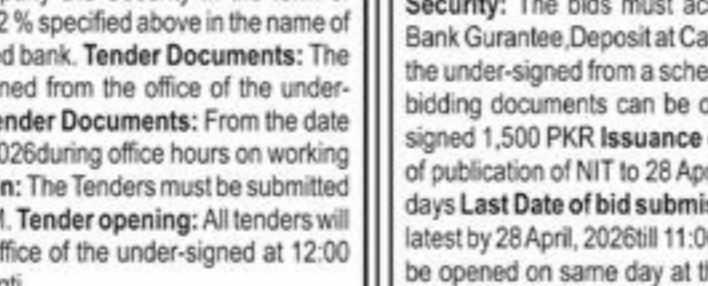 2 % specified above in the name of
ed bank. Tender Documents: The
ned from the office of the under-
ender Documents: From the date
026during office hours on working
n: The Tenders must be submitted
M. Tender opening: All tenders will
ffice of the under-signed at 12:00
Security: The bids must
Bank Gurantee,Deposit at Ca
the under-signed from a sche
bidding documents can be o
signed 1,500 PKR Issuance
of publication of NIT to 28 Apr
days Last Date of bid submis
latest by 28 April, 2026till 11:0
be opened on same day at th